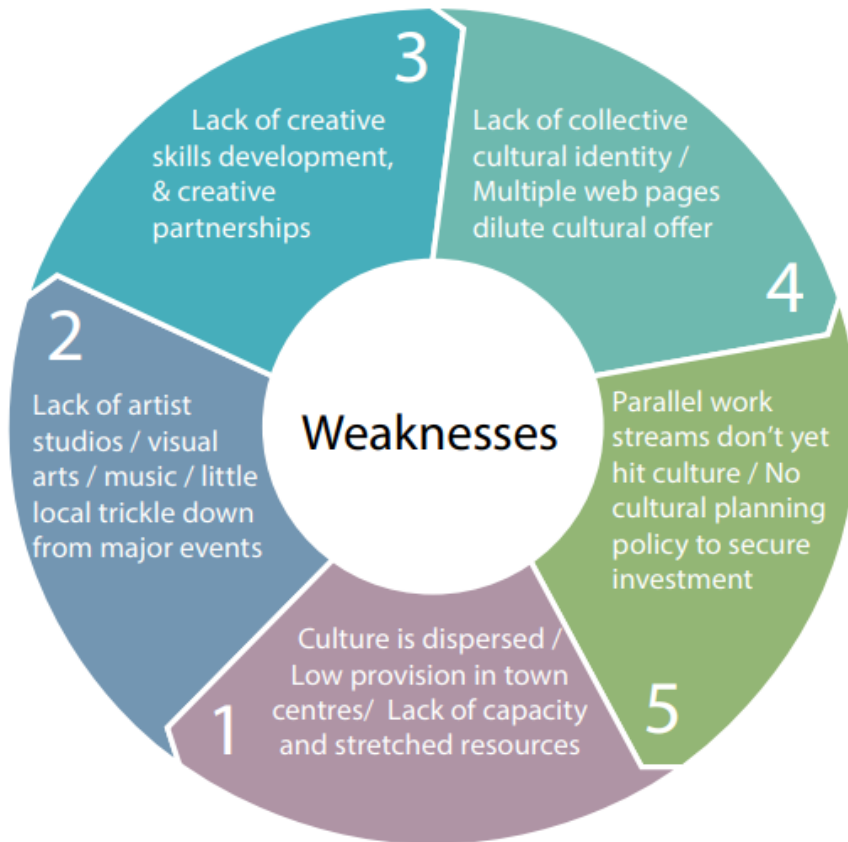 Weaknesses
1
Culture is dispersed /
Low provision in town
centres/ Lack of capacity
and stretched resources
2
Lack of artist
studios / visual
arts / music / little
local trickle down
from major events
3
Lack of creative
skills development,
& creative
partnerships
4
Lack of collective
cultural identity /
Multiple web pages
dilute cultural offer
5
Parallel work
streams don’t yet
hit culture / No
cultural planning
policy to secure
investment